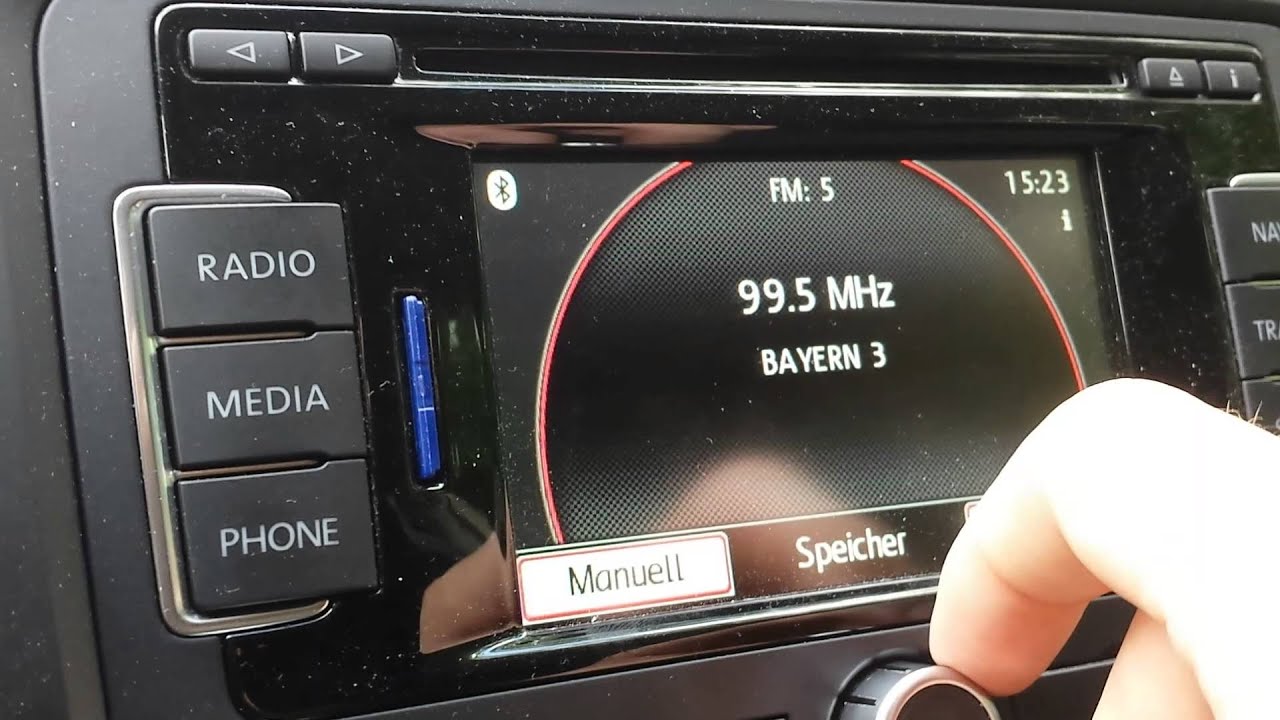 i
FM: 5
15:23
i
RADIO
99.5 MHz
BAYERN 3
MEDIA
PHONE
Manuell
Speicher